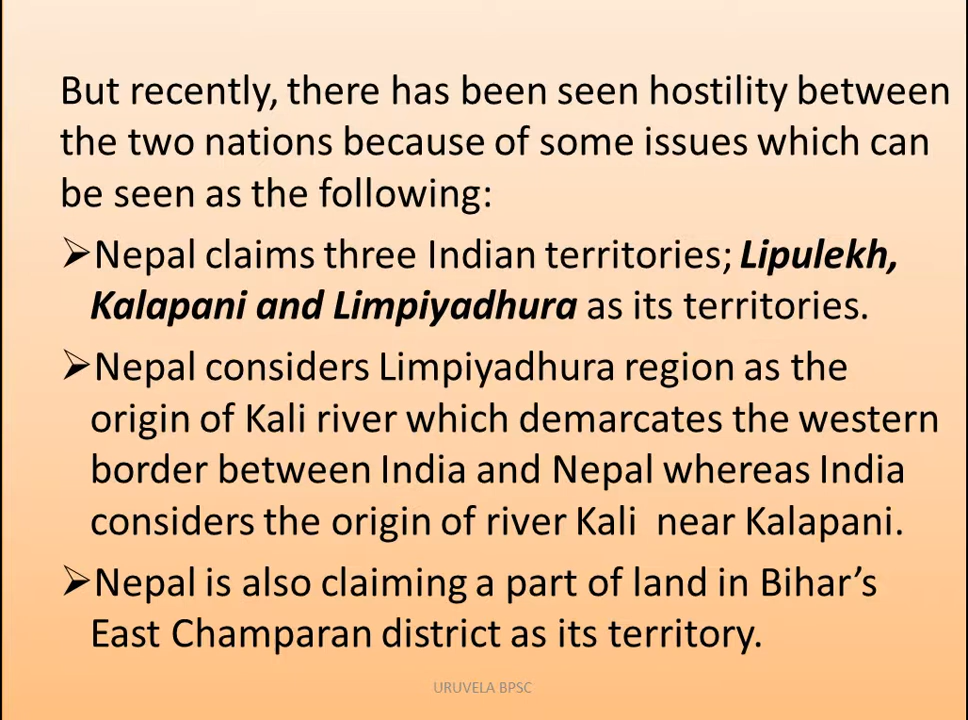 But recently, there has been seen hostility between
the two nations because of some issues which can
be seen as the following:
➢Nepal claims three Indian territories; Lipulekh,
Kalapani and Limpiyadhura as its territories.
➢Nepal considers Limpiyadhura region as the
origin of Kali river which demarcates the western
border between India and Nepal whereas India
considers the origin of river Kali  near Kalapani.
➢Nepal is also claiming a part of land in Bihar’s
East Champaran district as its territory.
URUVELA BPSC